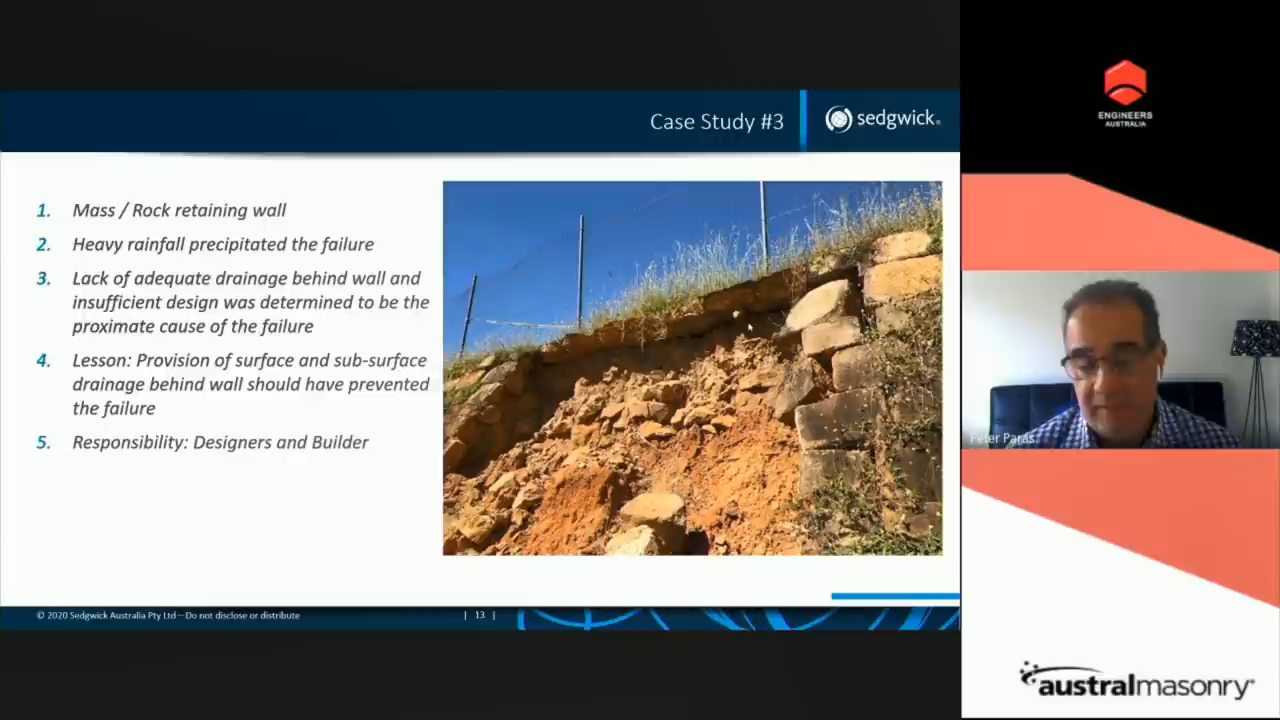 Case Study #3
sedgwick®
1. Mass / Rock retaining wall
2. Heavy rainfall precipitated the failure
3. Lack of adequate drainage behind wall and
insufficient design was determined to be the
proximate cause of the failure
4. Lesson: Provision of surface and sub-surface
drainage behind wall should have prevented
the failure
5. Responsibility: Designers and Builder
© 2020 Sedgwick Australia Pty Ltd – Do not disclose or distribute
| 13 |
ENGINEERS
AUSTRALIA
Peter Paras
australmasonry